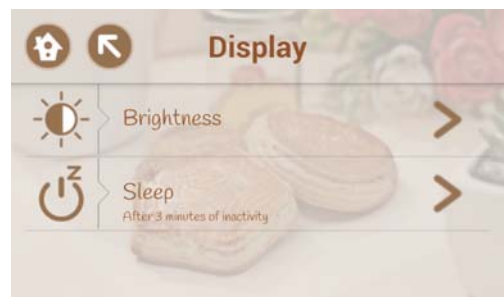 Display
Brightness
Z
Sleep
After 3 minutes of inactivity